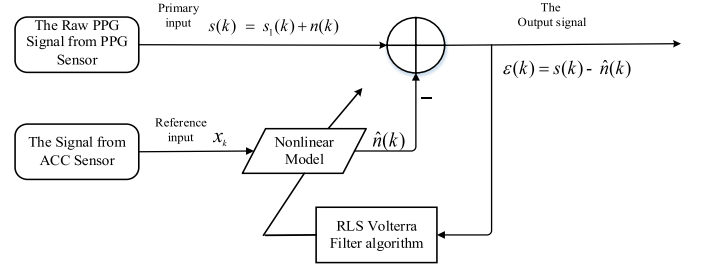 The Raw PPG
Signal from PPG
Sensor
Primary
input
s(k) = s₁(k) + n(k)
The
Output signal
ε(k) = s(k) - n̂(k)
−
The Signal from
ACC Sensor
Reference
input
xₖ
Nonlinear
Model
n̂(k)
RLS Volterra
Filter algorithm